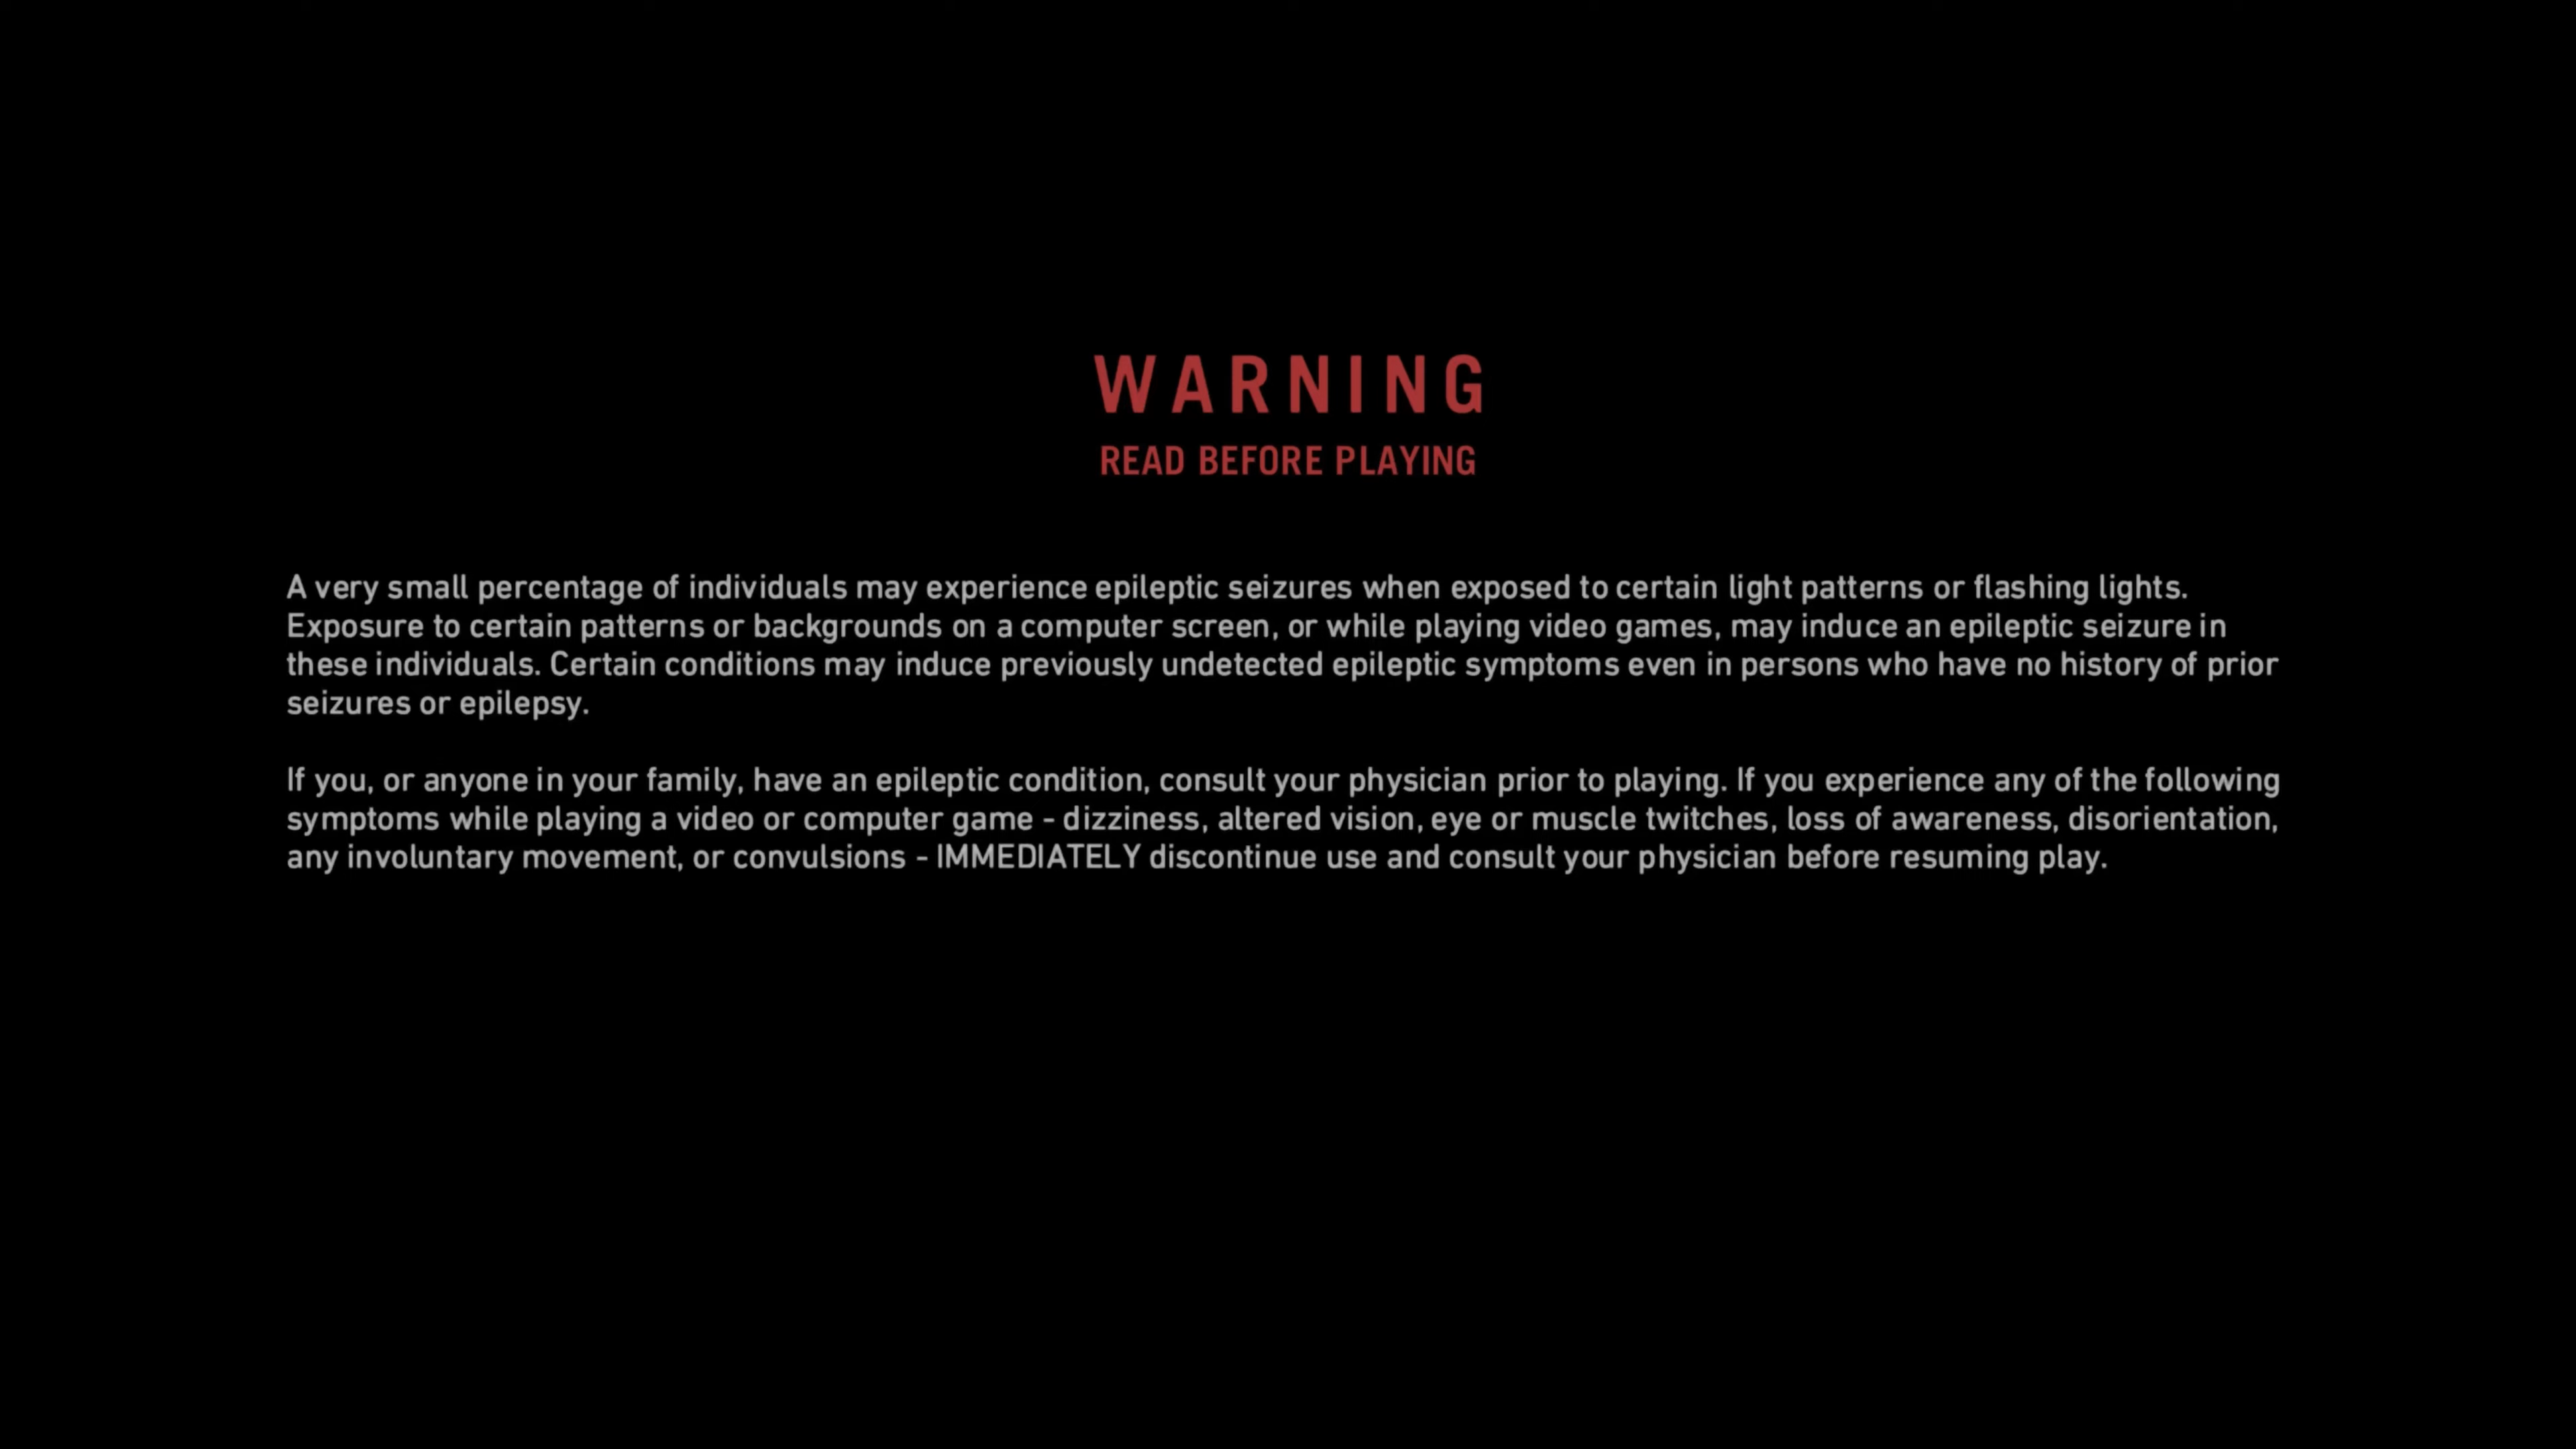 WARNING
READ BEFORE PLAYING
A very small percentage of individuals may experience epileptic seizures when exposed to certain light patterns or flashing lights.
Exposure to certain patterns or backgrounds on a computer screen, or while playing video games, may induce an epileptic seizure in
these individuals. Certain conditions may induce previously undetected epileptic symptoms even in persons who have no history of prior
seizures or epilepsy.
If you, or anyone in your family, have an epileptic condition, consult your physician prior to playing. If you experience any of the following
symptoms while playing a video or computer game - dizziness, altered vision, eye or muscle twitches, loss of awareness, disorientation,
any involuntary movement, or convulsions - IMMEDIATELY discontinue use and consult your physician before resuming play.